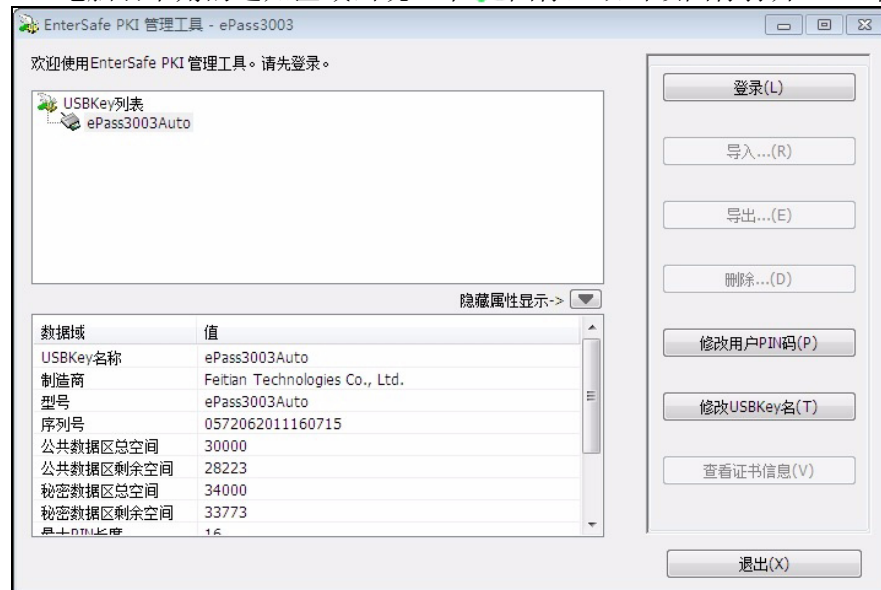 EnterSafe PKI 管理工具 - ePass3003
欢迎使用EnterSafe PKI 管理工具。请先登录。
USBKey列表
ePass3003Auto
隐藏属性显示->
数据域 值
USBKey名称 ePass3003Auto
制造商 Feitian Technologies Co., Ltd.
型号 ePass3003Auto
序列号 0572062011160715
公共数据区总空间 30000
公共数据区剩余空间 28223
秘密数据区总空间 34000
秘密数据区剩余空间 33773
最大PIN长度 16
登录(L)
导入...(R)
导出...(E)
删除...(D)
修改用户PIN码(P)
修改USBKey名(T)
查看证书信息(V)
退出(X)